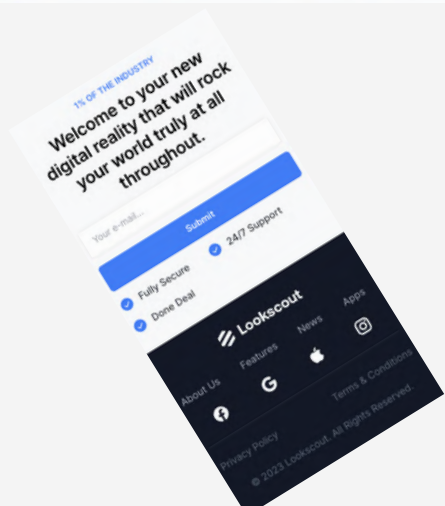 1% OF THE INDUSTRY
Welcome to your new
digital reality that will rock
your world truly at all
throughout.
Your e-mail...
Submit
Fully Secure
24/7 Support
Done Deal
Lookscout
About Us
Features
News
Apps
Privacy Policy
Terms & Conditions
© 2023 Lookscout. All Rights Reserved.